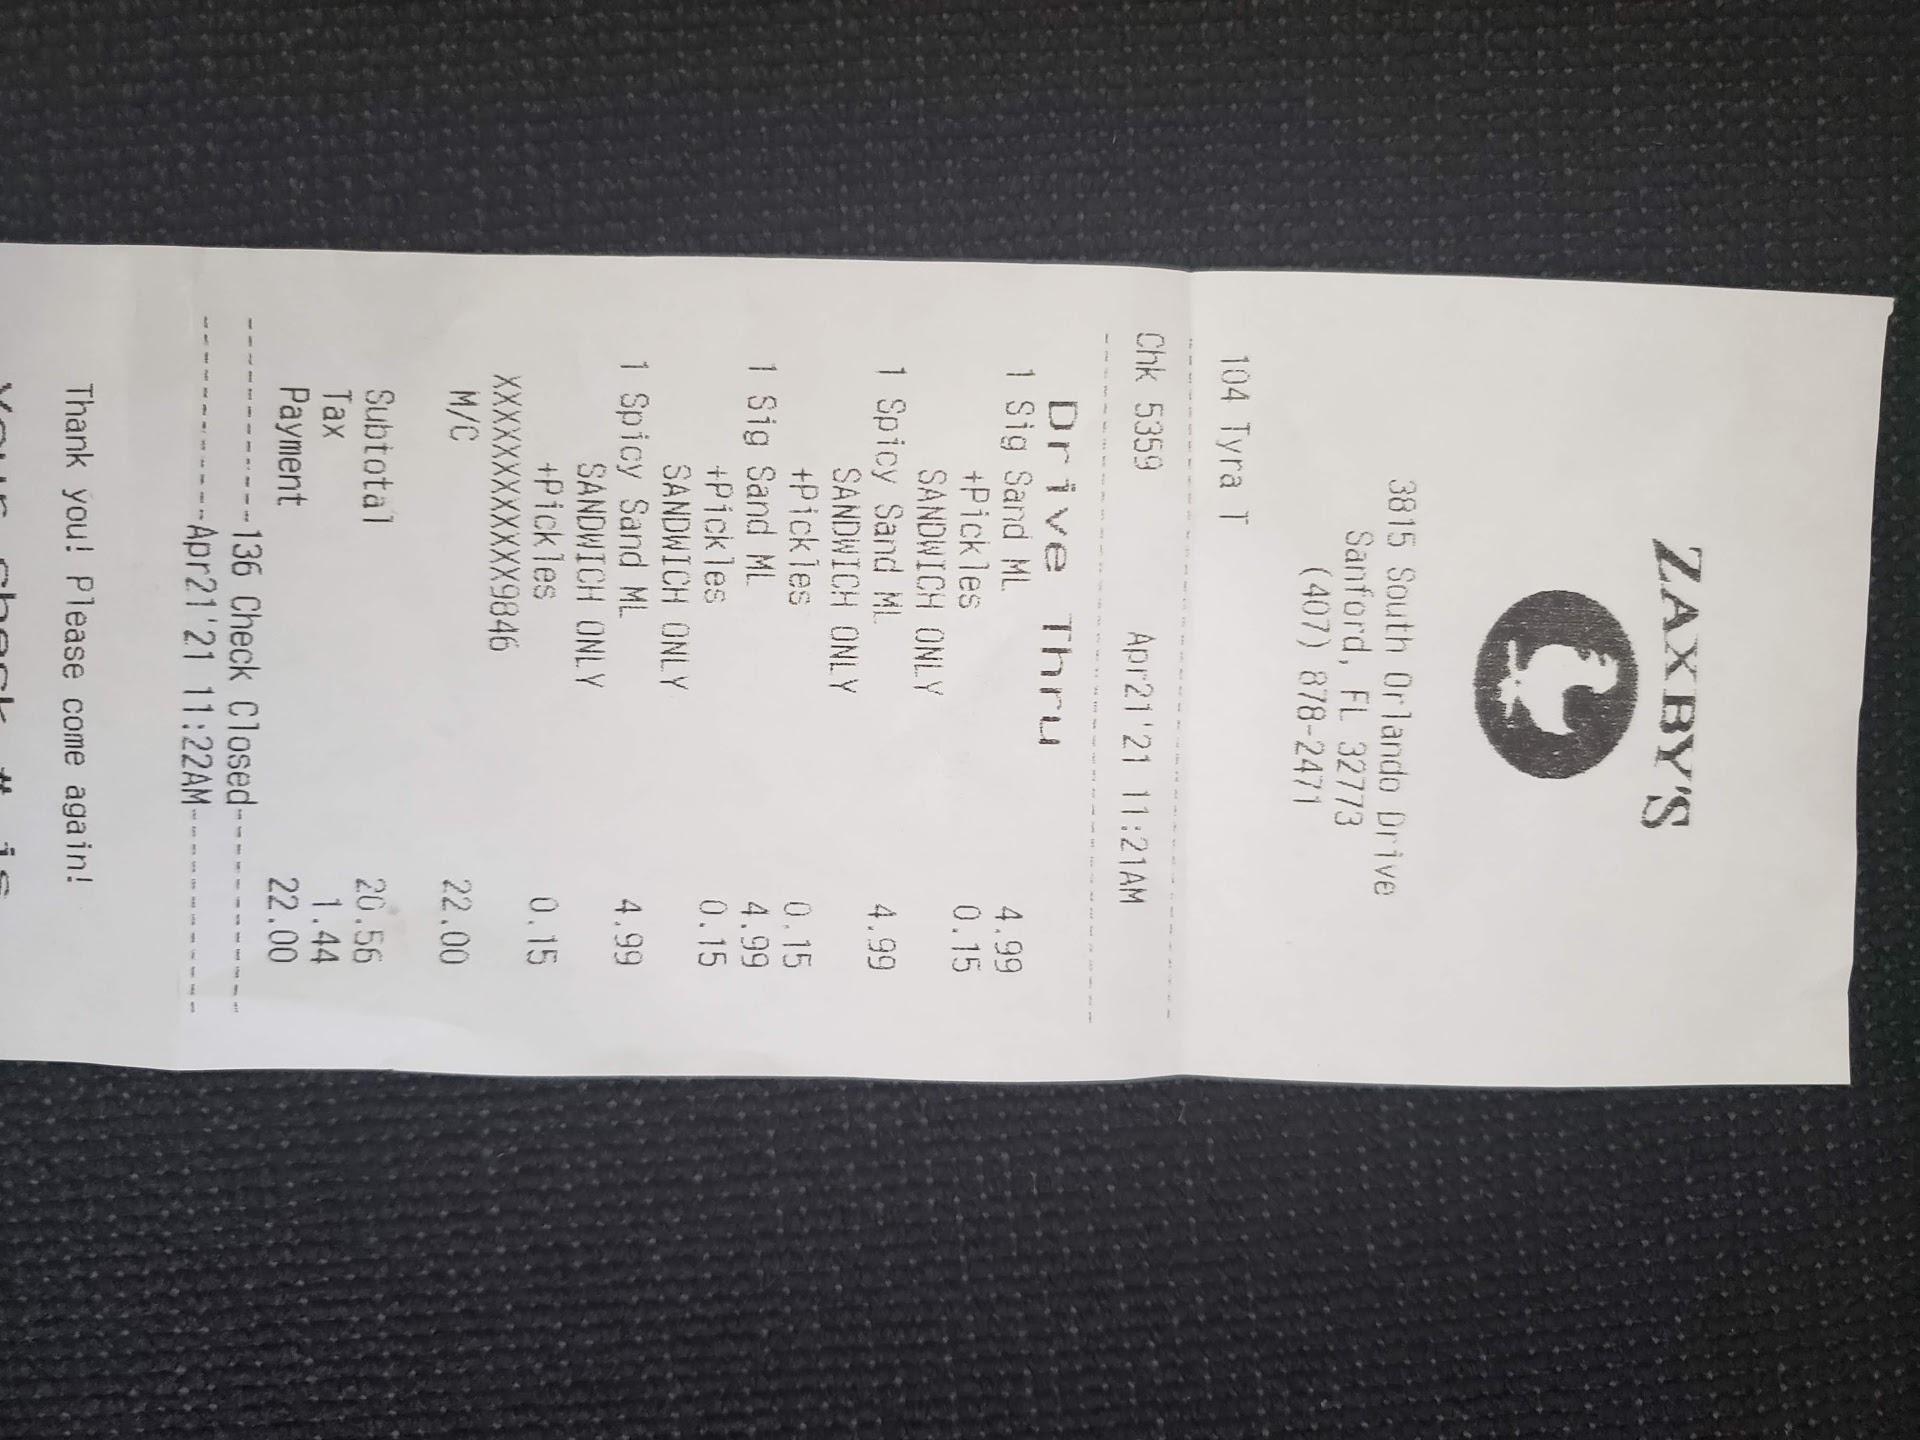 ZAXBY'S
3815 South Orlando Drive
Sanford, FL 32773
(407) 878-2471
104 Tyra T
--------------------------------------
Chk 5359 Apr21'21 11:21AM
--------------------------------------
Drive Thru
1 Sig Sand ML 4.99
+Pickles 0.15
SANDWICH ONLY
1 Spicy Sand ML 4.99
SANDWICH ONLY
+Pickles 0.15
1 Sig Sand ML 4.99
+Pickles 0.15
SANDWICH ONLY
1 Spicy Sand ML 4.99
SANDWICH ONLY
+Pickles 0.15
XXXXXXXXXXXX9846
M/C 22.00
Subtotal 20.56
Tax 1.44
Payment 22.00
-----------136 Check Closed-----------
-----------Apr21'21 11:22AM-----------
Thank you! Please come again!
Your Check # is